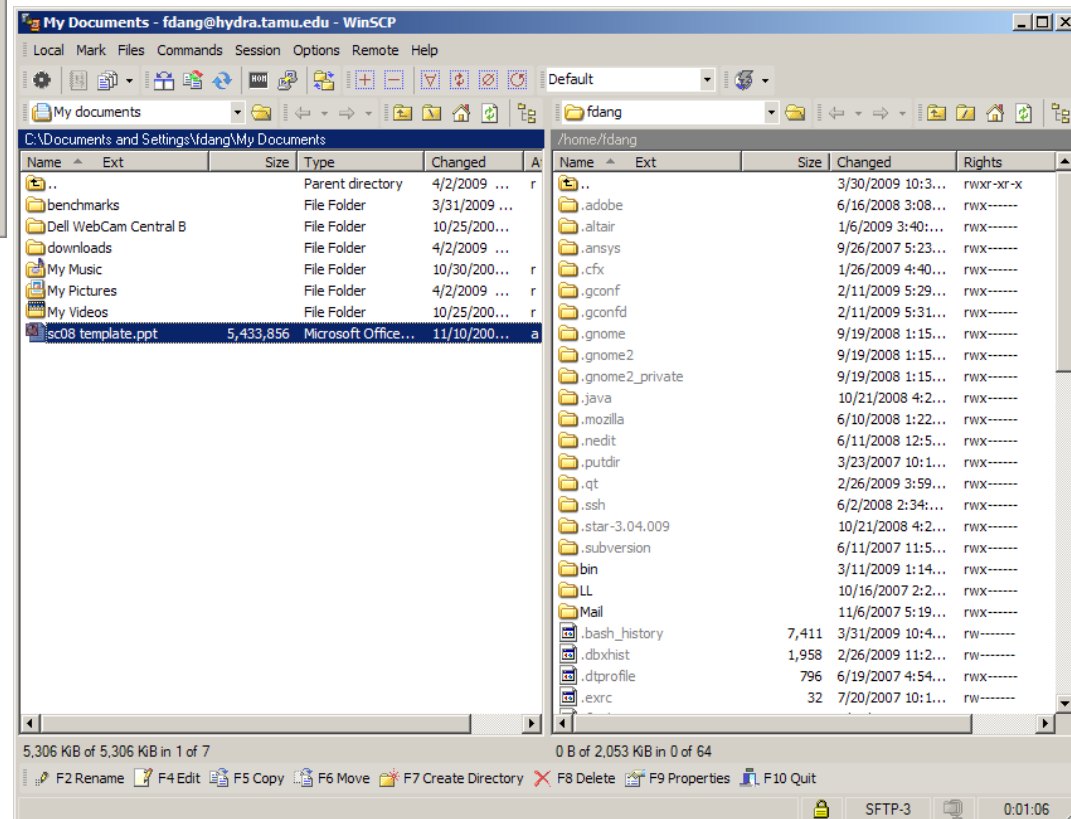 My Documents - fdang@hydra.tamu.edu - WinSCP
Local Mark Files Commands Session Options Remote Help
Default
My documents
fdang
C:\Documents and Settings\fdang\My Documents
/home/fdang
Name Ext Size Type Changed
Name Ext Size Changed Rights
.. Parent directory 4/2/2009 ... r
.. 3/30/2009 10:3... rwxr-xr-x
benchmarks File Folder 3/31/2009 ...
.adobe 6/16/2008 3:08... rwx------
Dell WebCam Central B File Folder 10/25/200...
.altair 1/6/2009 3:40:... rwx------
downloads File Folder 4/2/2009 ...
.ansys 9/26/2007 5:23... rwx------
My Music File Folder 10/30/200... r
.cfx 1/26/2009 4:40... rwx------
My Pictures File Folder 4/2/2009 ... r
.gconf 2/11/2009 5:29... rwx------
My Videos File Folder 10/25/200... r
.gconfd 2/11/2009 5:31... rwx------
sc08 template.ppt 5,433,856 Microsoft Office... 11/10/200... a
.gnome 9/19/2008 1:15... rwx------
.gnome2 9/19/2008 1:15... rwx------
.gnome2_private 9/19/2008 1:15... rwx------
.java 10/21/2008 4:2... rwx------
.mozilla 6/10/2008 1:22... rwx------
.nedit 6/11/2008 12:5... rwx------
.putdir 3/23/2007 10:1... rwx------
.qt 2/26/2009 3:59... rwx------
.ssh 6/2/2008 2:34:... rwx------
.star-3.04.009 10/21/2008 4:2... rwx------
.subversion 6/11/2007 11:5... rwx------
bin 3/11/2009 1:14... rwx------
LL 10/16/2007 2:2... rwx------
Mail 11/6/2007 5:19... rwx------
.bash_history 7,411 3/31/2009 10:4... rw-------
.dbxhist 1,958 2/26/2009 11:2... rw-------
.dtprofile 796 6/19/2007 4:54... rwx------
.exrc 32 7/20/2007 10:1... rw-------
5,306 KiB of 5,306 KiB in 1 of 7
0 B of 2,053 KiB in 0 of 64
F2 Rename F4 Edit F5 Copy F6 Move F7 Create Directory F8 Delete F9 Properties F10 Quit
SFTP-3 0:01:06